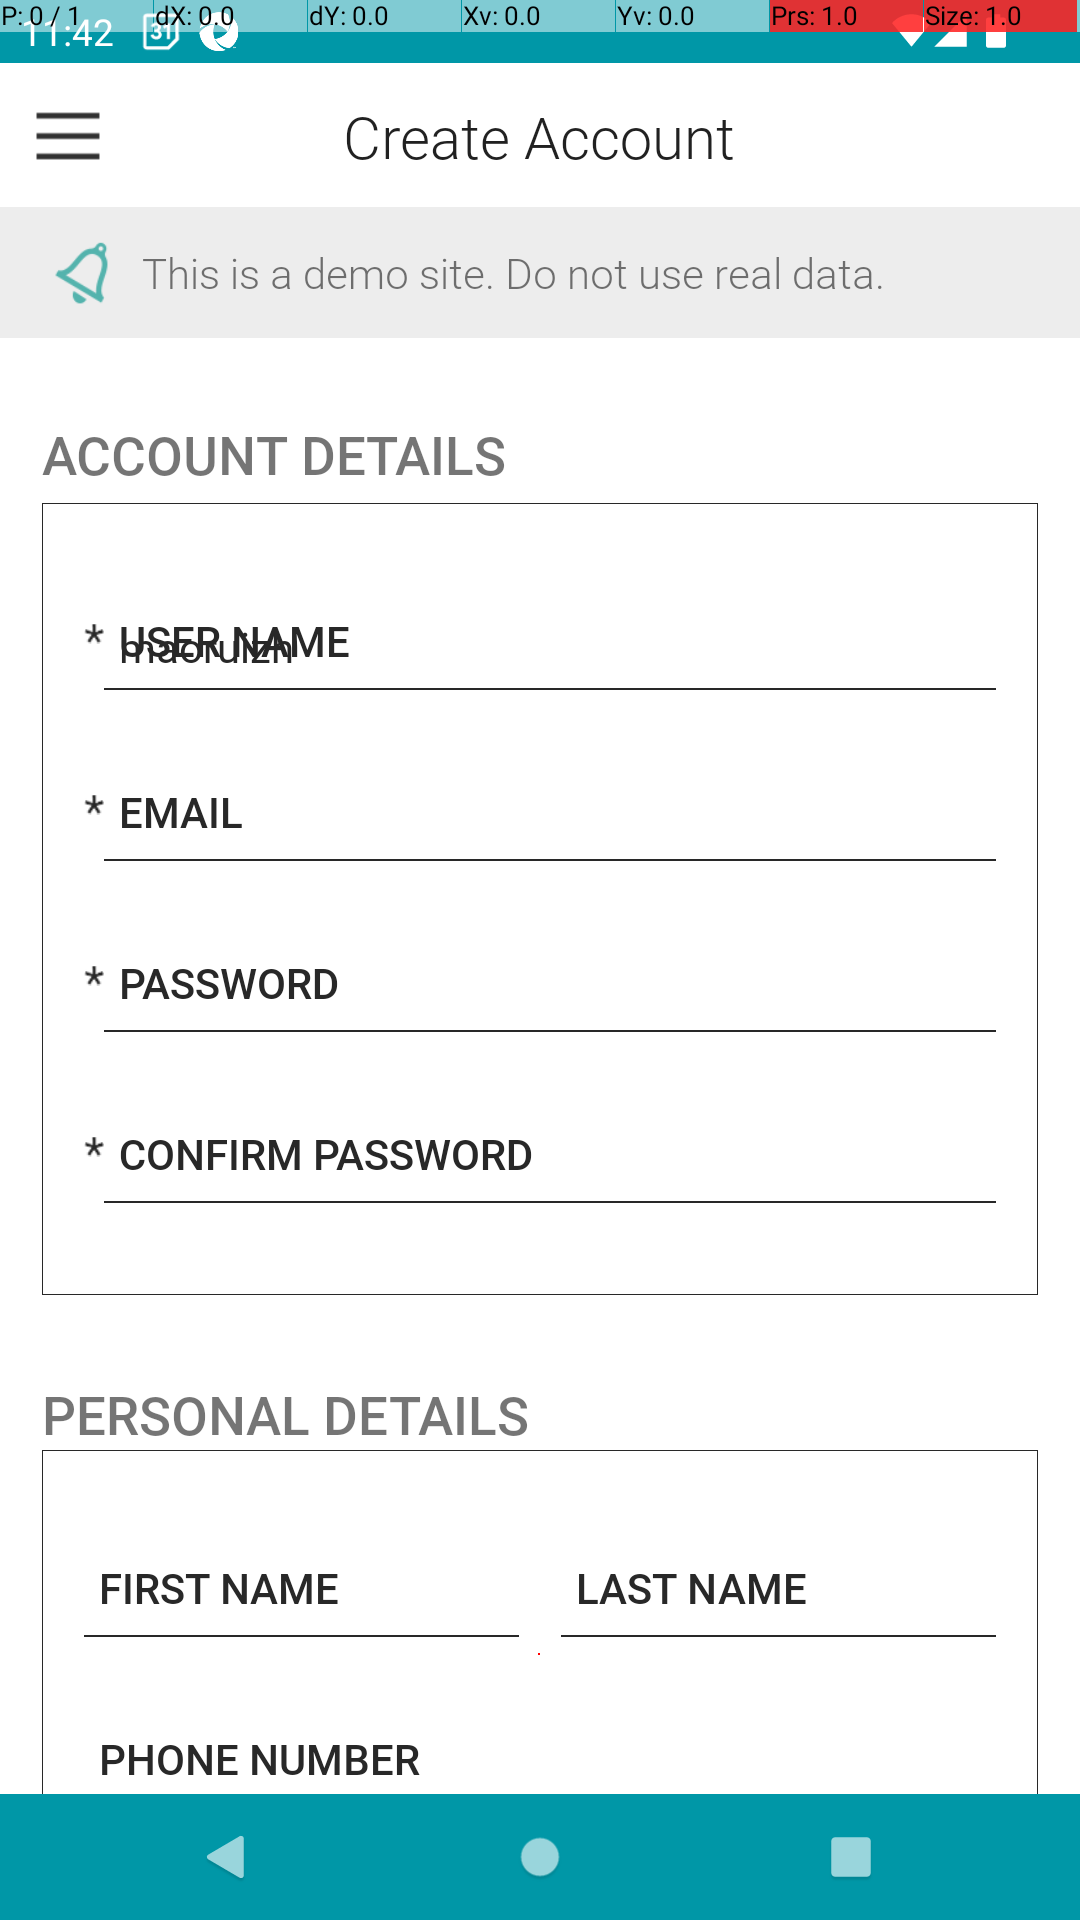 P: 0 / 1 dX: 0.0 dY: 0.0 Xv: 0.0 Yv: 0.0 Prs: 1.0 Size: 1.0
11:42 31
Create Account
This is a demo site. Do not use real data.
ACCOUNT DETAILS
* USER NAME
maoruizh
* EMAIL
* PASSWORD
* CONFIRM PASSWORD
PERSONAL DETAILS
FIRST NAME LAST NAME
PHONE NUMBER